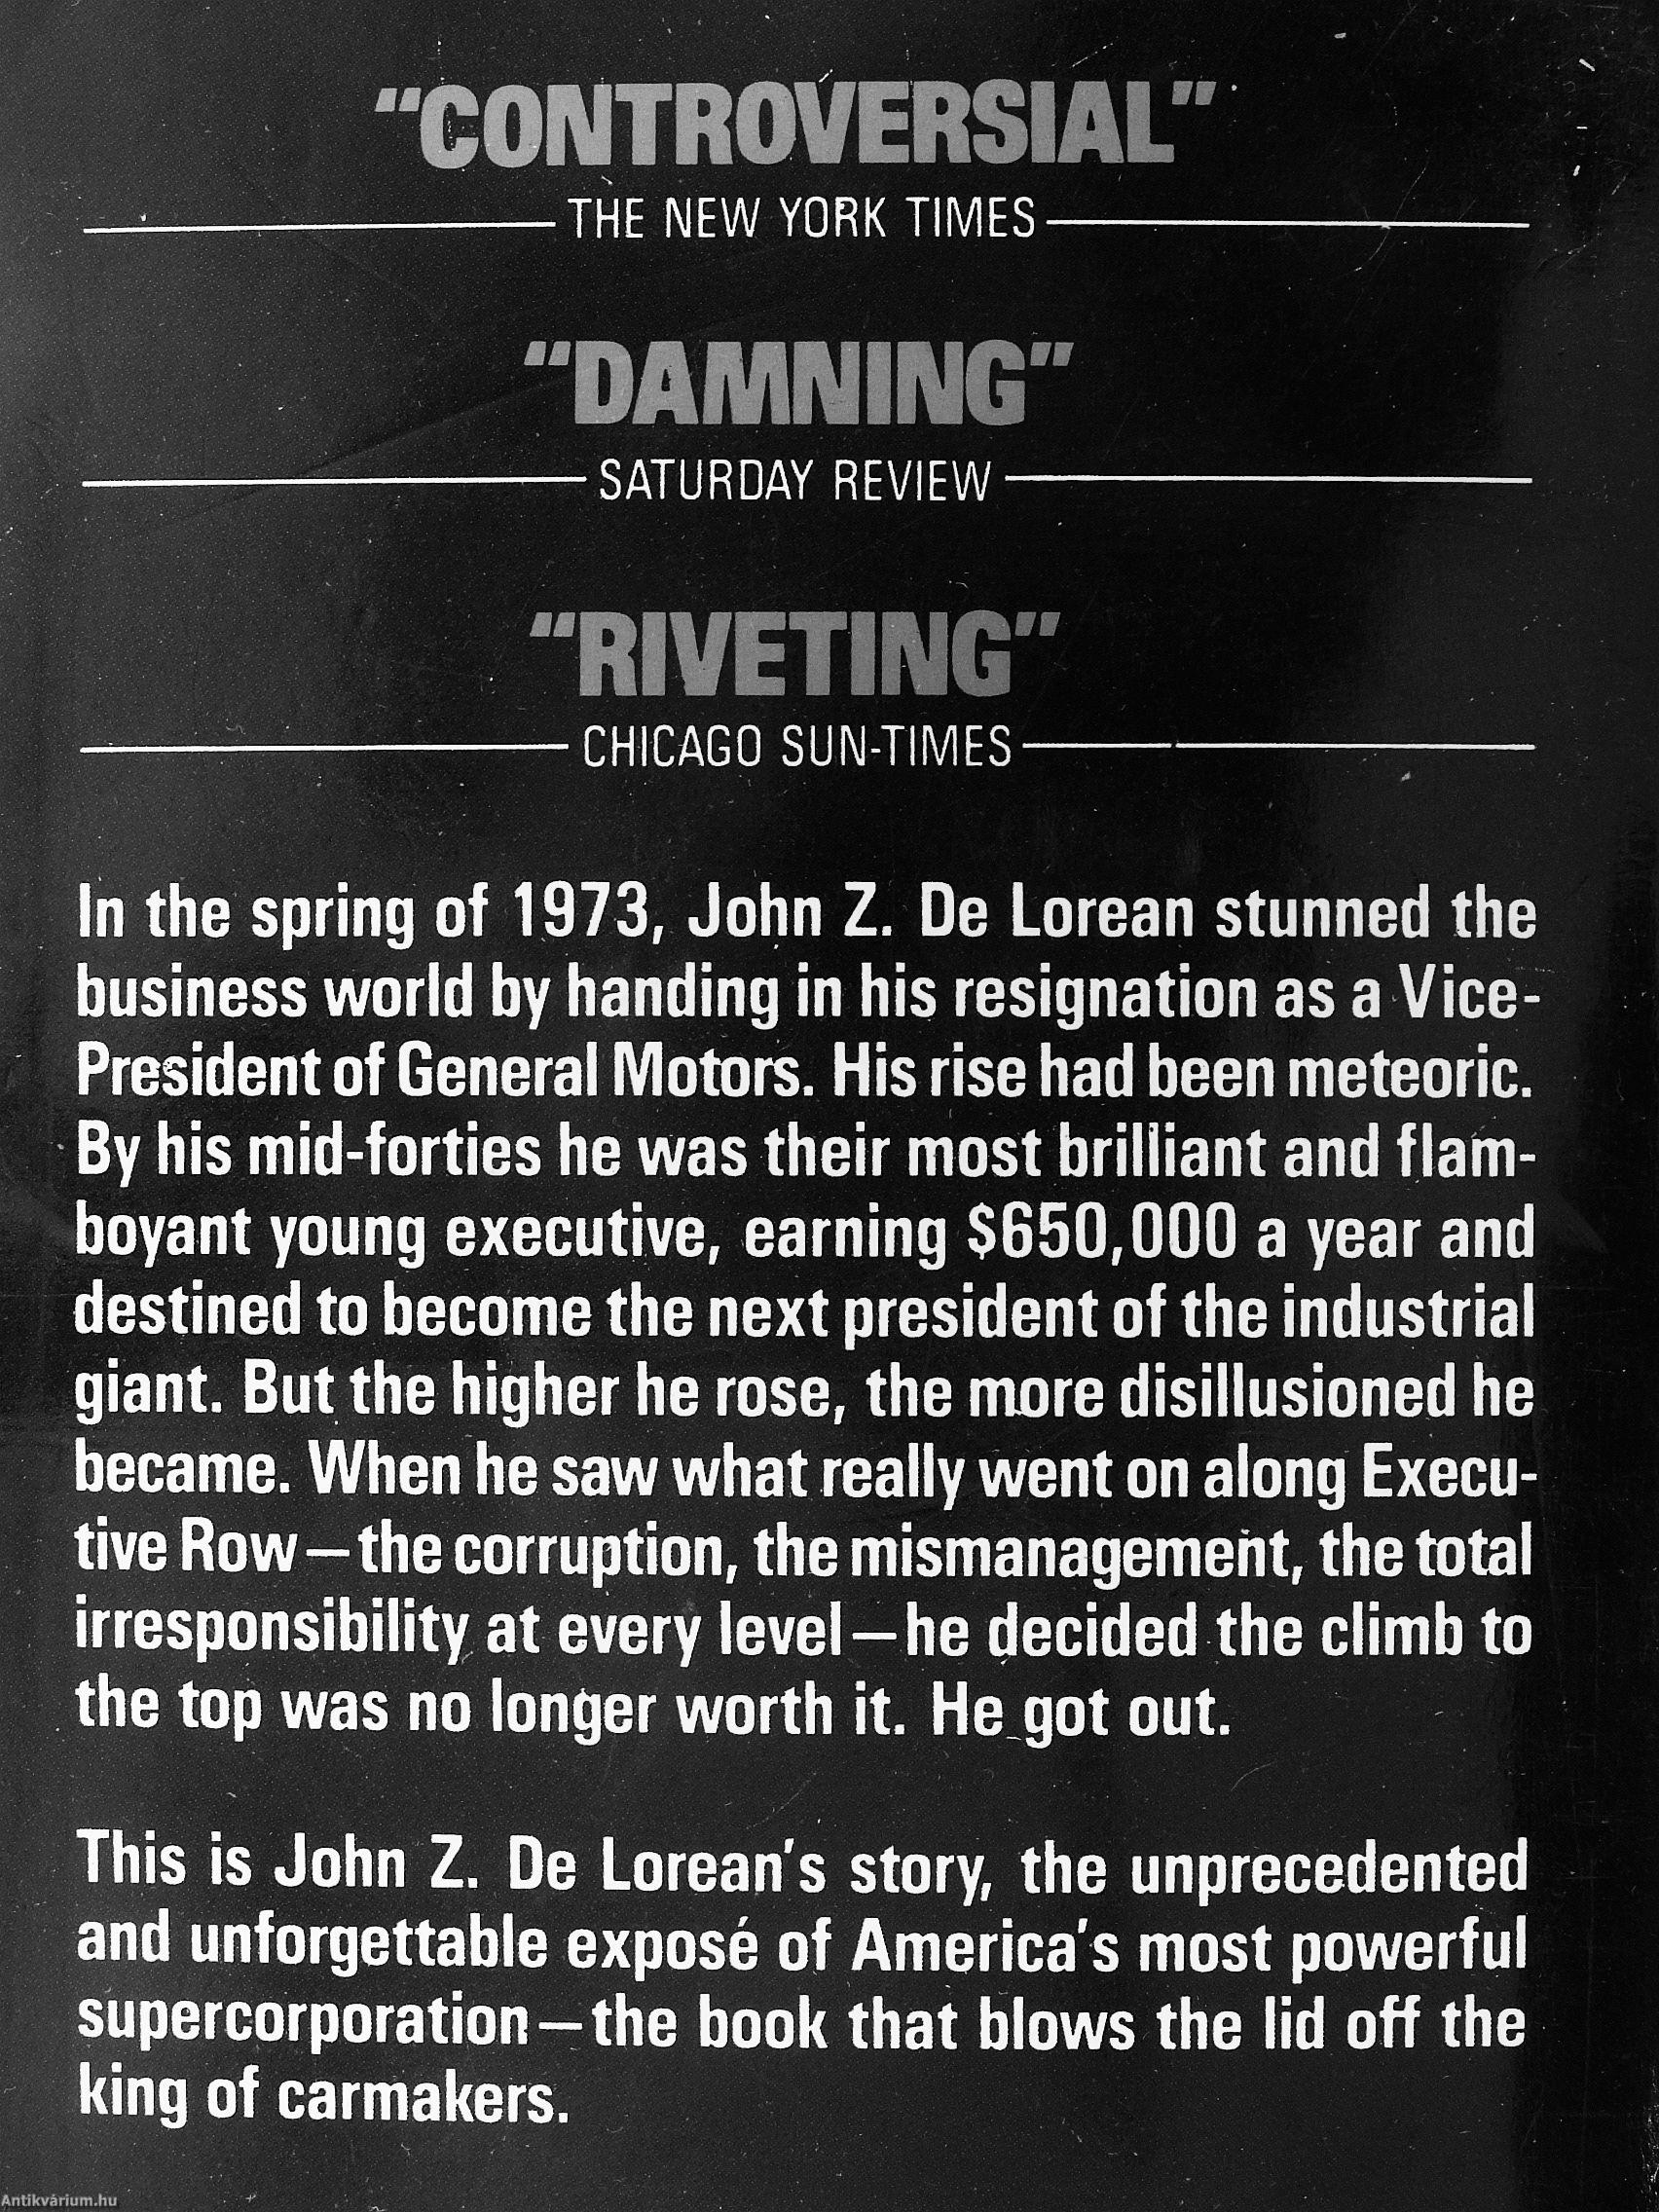 "CONTROVERSIAL"
THE NEW YORK TIMES
"DAMNING"
SATURDAY REVIEW
"RIVETING"
CHICAGO SUN-TIMES
In the spring of 1973, John Z. De Lorean stunned the
business world by handing in his resignation as a Vice-
President of General Motors. His rise had been meteoric.
By his mid-forties he was their most brilliant and flam-
boyant young executive, earning $650,000 a year and
destined to become the next president of the industrial
giant. But the higher he rose, the more disillusioned he
became. When he saw what really went on along Execu-
tive Row—the corruption, the mismanagement, the total
irresponsibility at every level—he decided the climb to
the top was no longer worth it. He got out.
This is John Z. De Lorean's story, the unprecedented
and unforgettable exposé of America's most powerful
supercorporation—the book that blows the lid off the
king of carmakers.
Antikvárium.hu